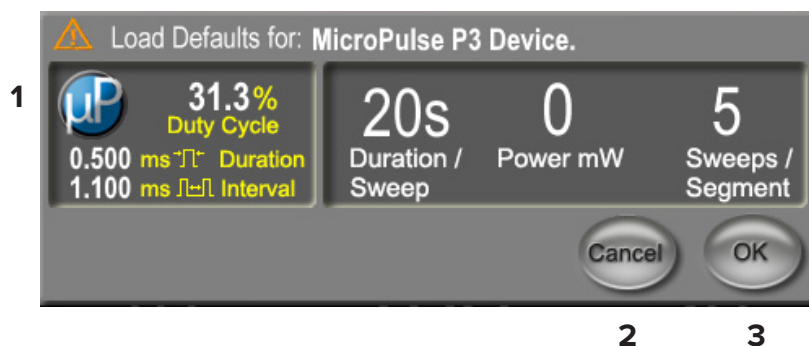 Load Defaults for: MicroPulse P3 Device.
1
µP
31.3%
Duty Cycle
0.500 ms Duration
1.100 ms Interval
20s 0 5
Duration / Power mW Sweeps /
Sweep Segment
Cancel OK
2 3